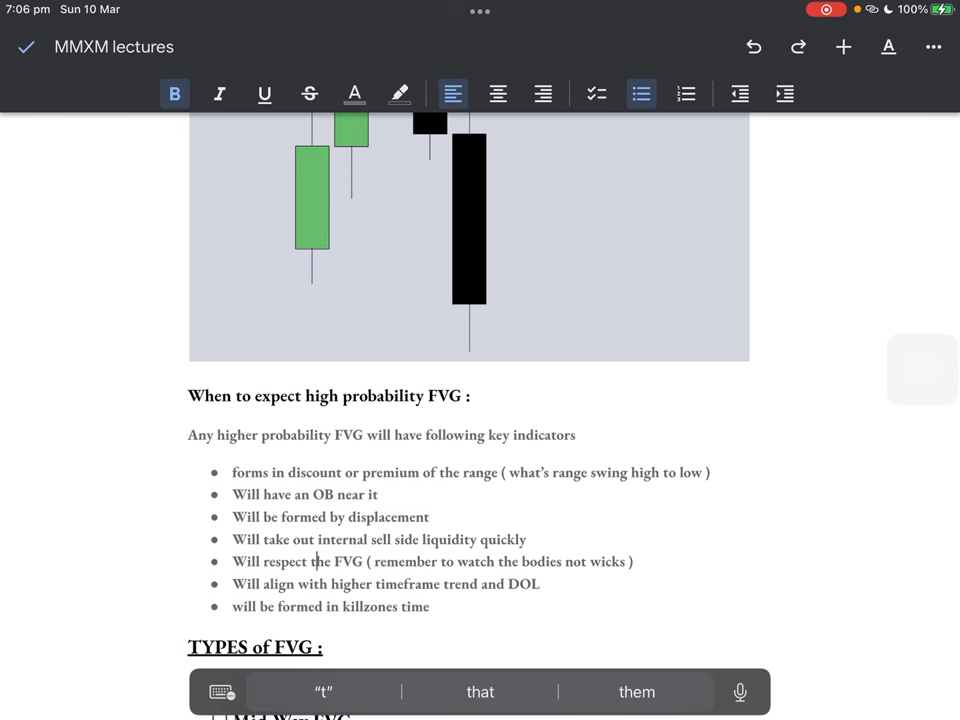 7:06 pm Sun 10 Mar
100%
MMXM lectures
B I U S A
When to expect high probability FVG :
Any higher probability FVG will have following key indicators
● forms in discount or premium of the range ( what's range swing high to low )
● Will have an OB near it
● Will be formed by displacement
● Will take out internal sell side liquidity quickly
● Will respect the FVG ( remember to watch the bodies not wicks )
● Will align with higher timeframe trend and DOL
● will be formed in killzones time
TYPES of FVG :
“t” that them
Mid Way FVG